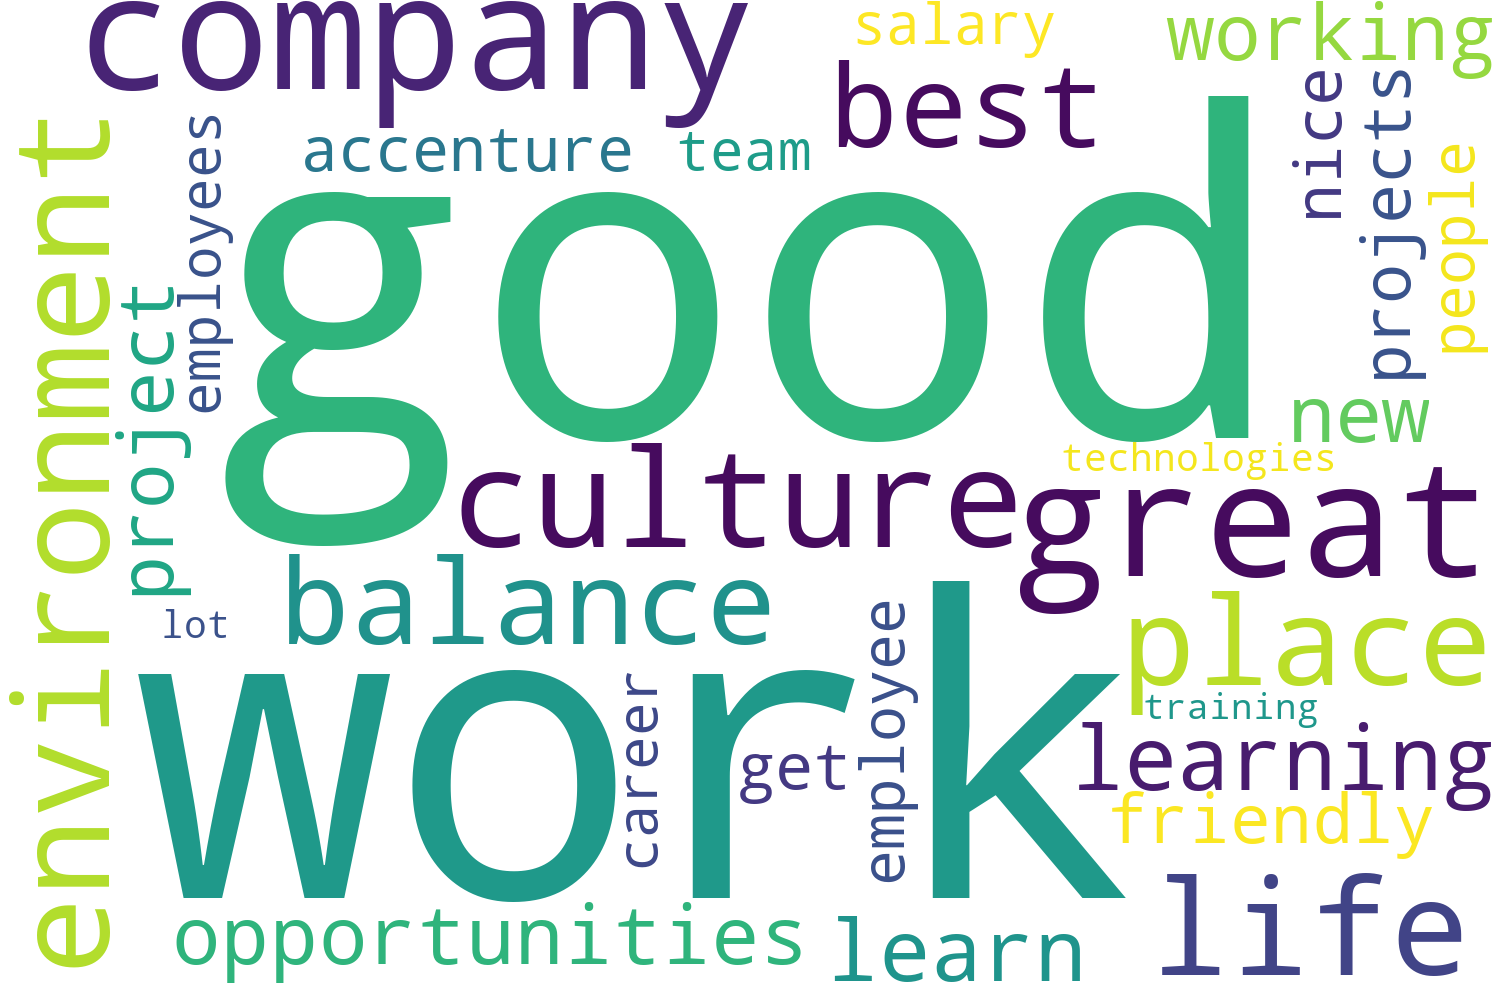 company
salary
working
best
accenture
team
good
environment
employees
project
nice
projects
people
new
culture
technologies
great
balance
lot
place
work
training
career
get
employee
learning
friendly
opportunities
learn
life